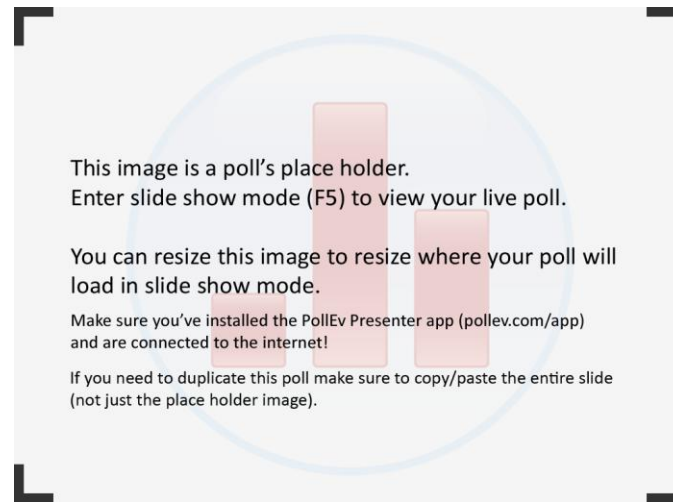 This image is a poll's place holder.
Enter slide show mode (F5) to view your live poll.
You can resize this image to resize where your poll will
load in slide show mode.
Make sure you've installed the PollEv Presenter app (pollev.com/app)
and are connected to the internet!
If you need to duplicate this poll make sure to copy/paste the entire slide
(not just the place holder image).